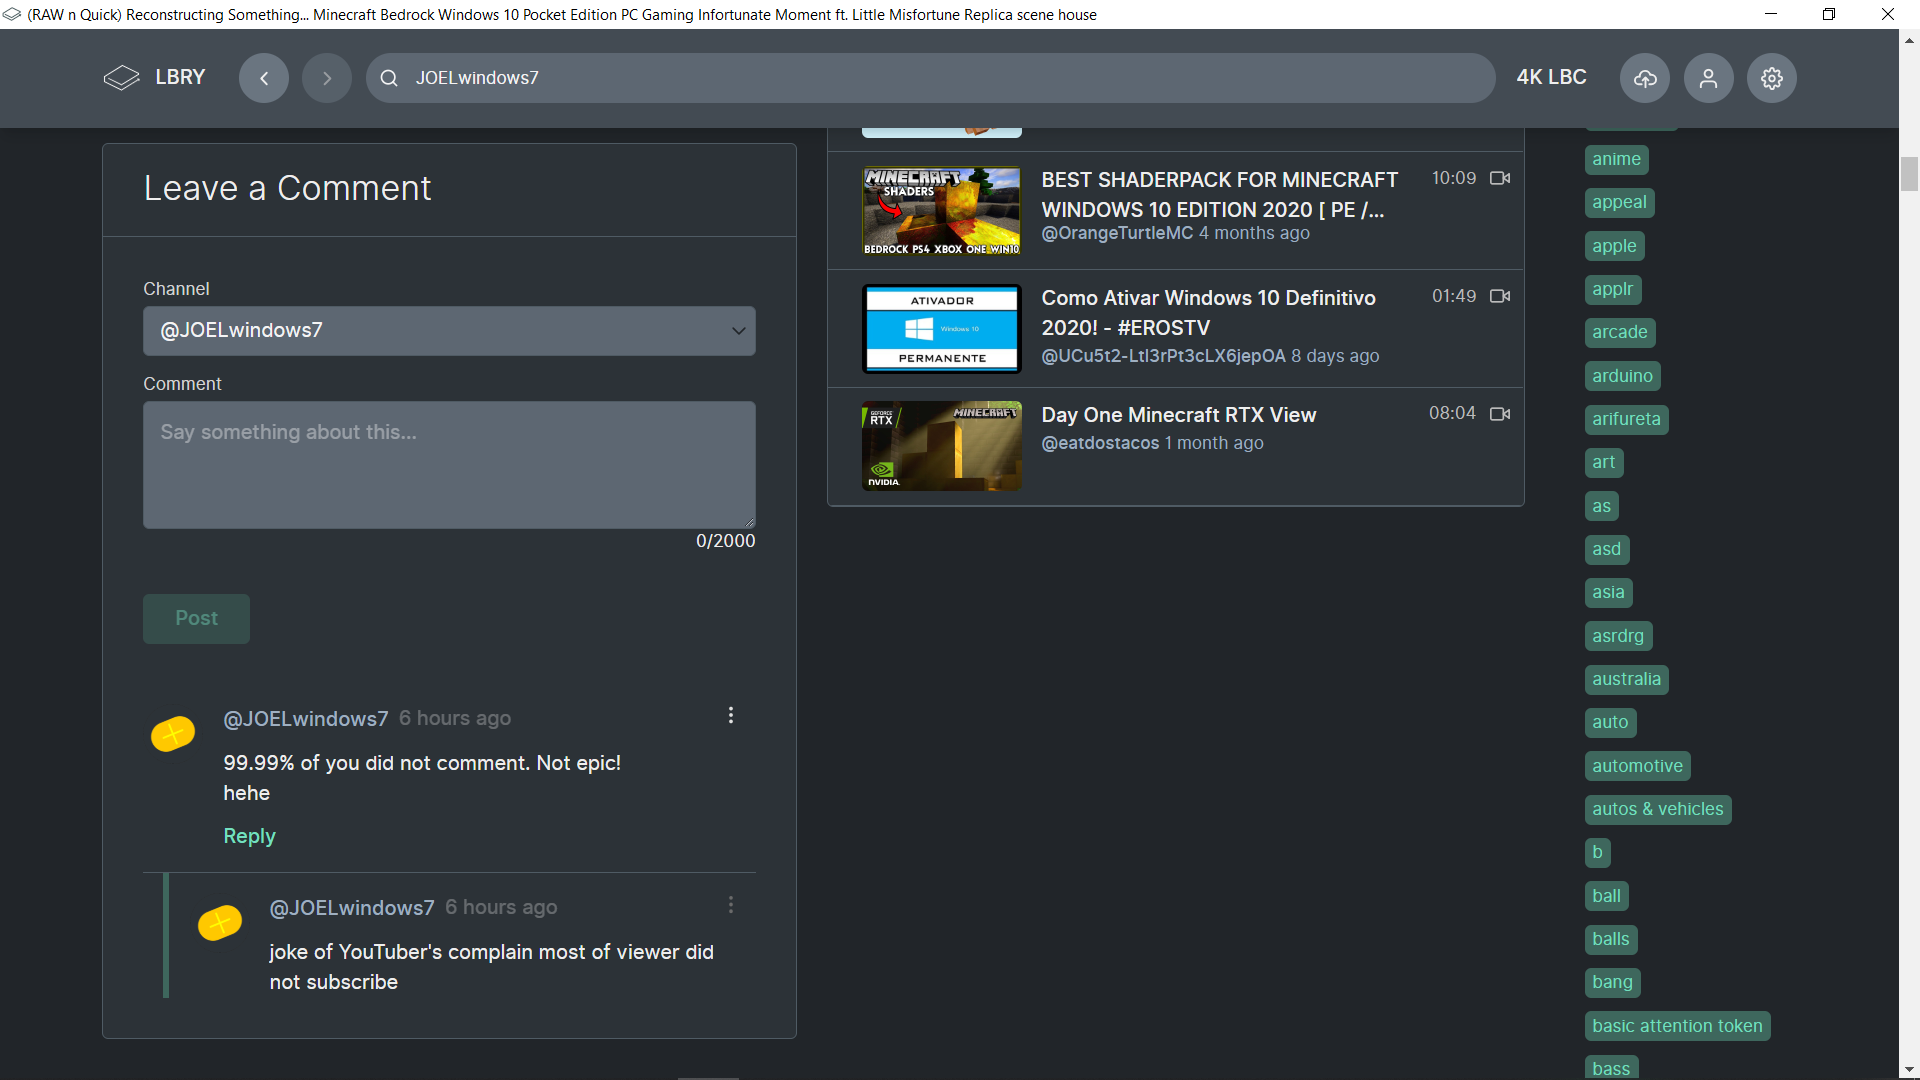 (RAW n Quick) Reconstructing Something... Minecraft Bedrock Windows 10 Pocket Edition PC Gaming Infortunate Moment ft. Little Misfortune Replica scene house
LBRY
JOELwindows7
4K LBC
Leave a Comment
Channel
@JOELwindows7
Comment
Say something about this...
0/2000
Post
@JOELwindows7 6 hours ago
99.99% of you did not comment. Not epic!
hehe
Reply
@JOELwindows7 6 hours ago
joke of YouTuber's complain most of viewer did
not subscribe
MINECRAFT
SHADERS
BEDROCK PS4 XBOX ONE WIN10
BEST SHADERPACK FOR MINECRAFT
WINDOWS 10 EDITION 2020 [ PE /...
@OrangeTurtleMC 4 months ago
10:09
ATIVADOR
Windows 10
PERMANENTE
Como Ativar Windows 10 Definitivo
2020! - #EROSTV
@UCu5t2-LtI3rPt3cLX6jepOA 8 days ago
01:49
GEFORCE
RTX
MINECRAFT
NVIDIA.
Day One Minecraft RTX View
@eatdostacos 1 month ago
08:04
anime
appeal
apple
applr
arcade
arduino
arifureta
art
as
asd
asia
asrdrg
australia
auto
automotive
autos & vehicles
b
ball
balls
bang
basic attention token
bass